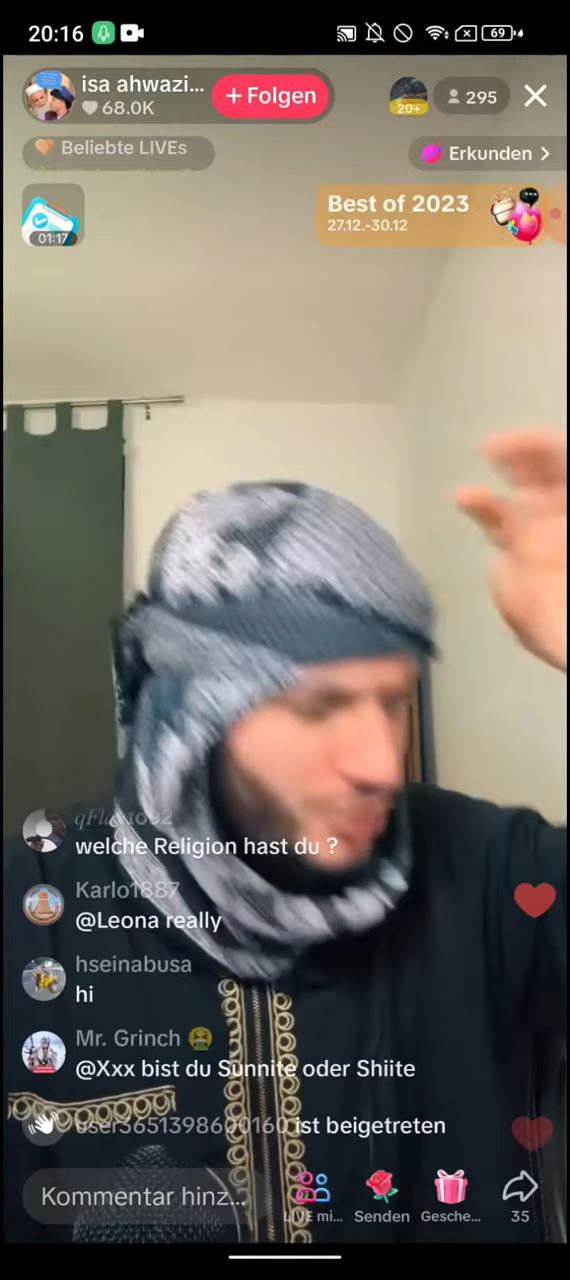 20:16
69
isa ahwazi...
68.0K
+ Folgen
20+
295
Beliebte LIVEs
Erkunden
01:17
Best of 2023
27.12.-30.12
welche Religion hast du ?
Karlo1887
@Leona really
hseinabusa
hi
Mr. Grinch
@Xxx bist du Sunnite oder Shiite
user3651398600160 ist beigetreten
Kommentar hinz...
LIVE mi...
Senden
Gesche...
35